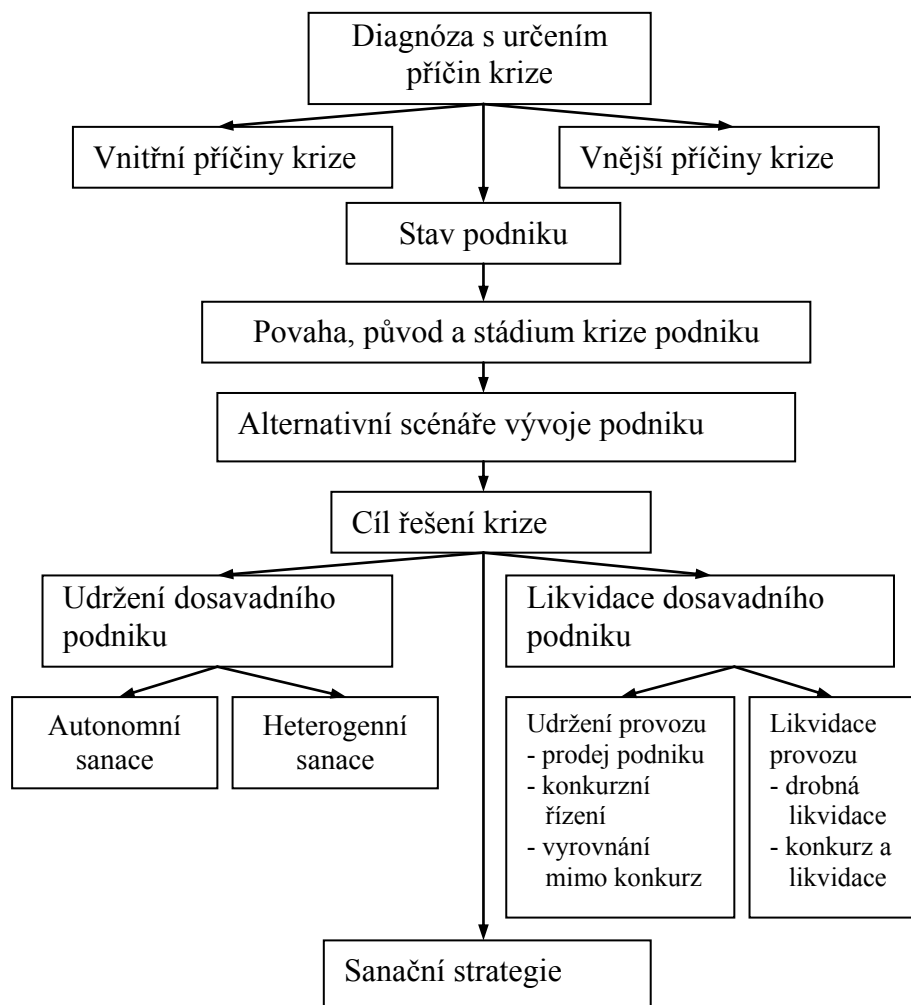 Diagnóza s určením
příčin krize
Vnitřní příčiny krize
Vnější příčiny krize
Stav podniku
Povaha, původ a stádium krize podniku
Alternativní scénáře vývoje podniku
Cíl řešení krize
Udržení dosavadního
podniku
Likvidace dosavadního
podniku
Autonomní
sanace
Heterogenní
sanace
Udržení provozu
- prodej podniku
- konkurzní
řízení
- vyrovnání
mimo konkurz
Likvidace
provozu
- drobná
likvidace
- konkurz a
likvidace
Sanační strategie